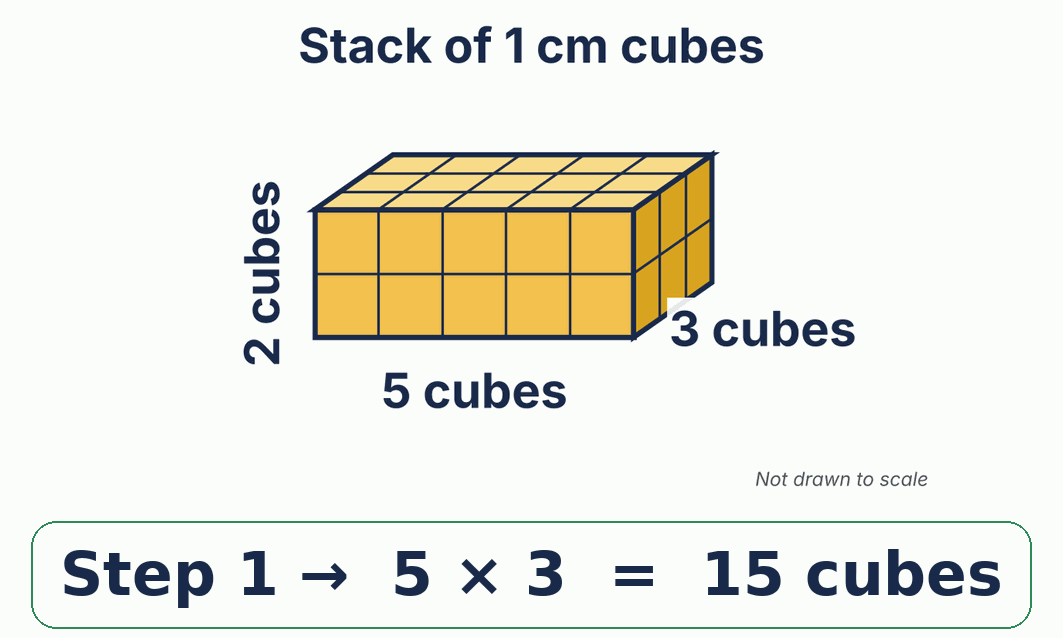 Stack of 1 cm cubes
2 cubes
3 cubes
5 cubes
Not drawn to scale
Step 1 → 5 × 3 = 15 cubes